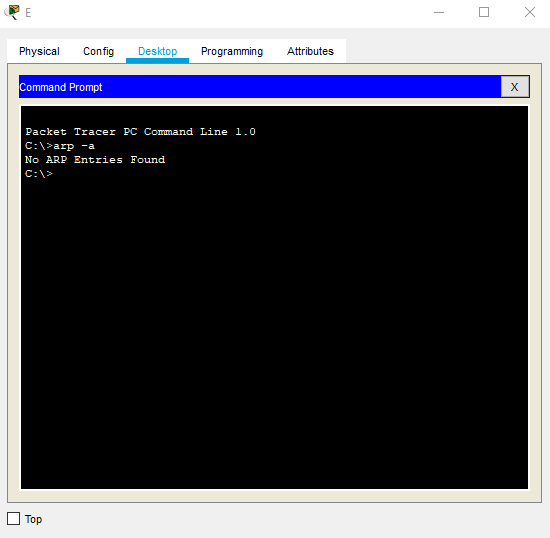 E
Physical Config Desktop Programming Attributes
Command Prompt X
Packet Tracer PC Command Line 1.0
C:\>arp -a
No ARP Entries Found
C:\>
Top